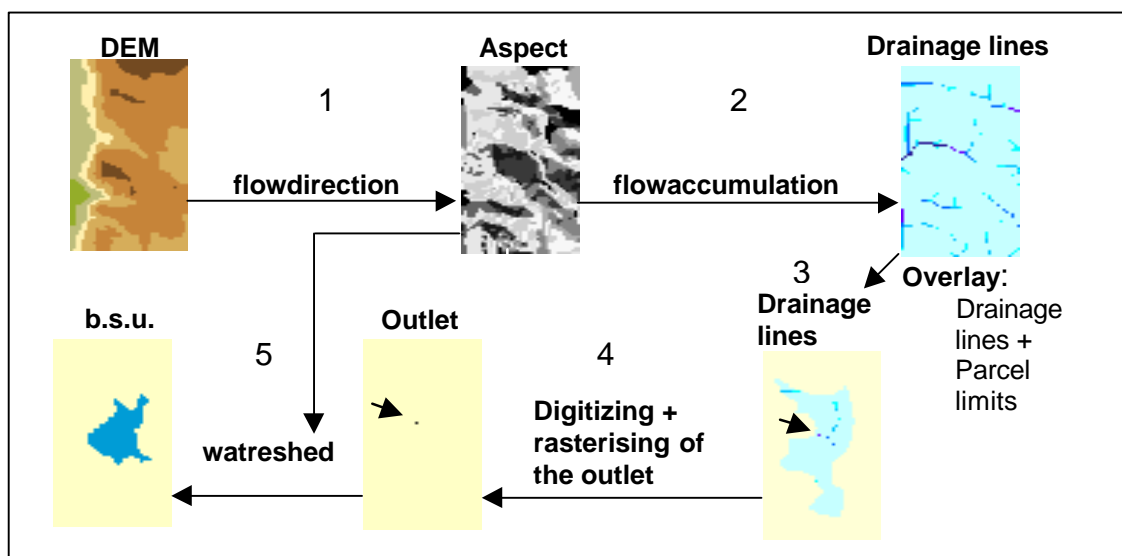 DEM
Aspect
Drainage lines
1
2
flowdirection
flowaccumulation
3
Overlay:
Drainage
lines +
Parcel
limits
Drainage
lines
b.s.u.
Outlet
5
4
Digitizing +
rasterising of
the outlet
watreshed